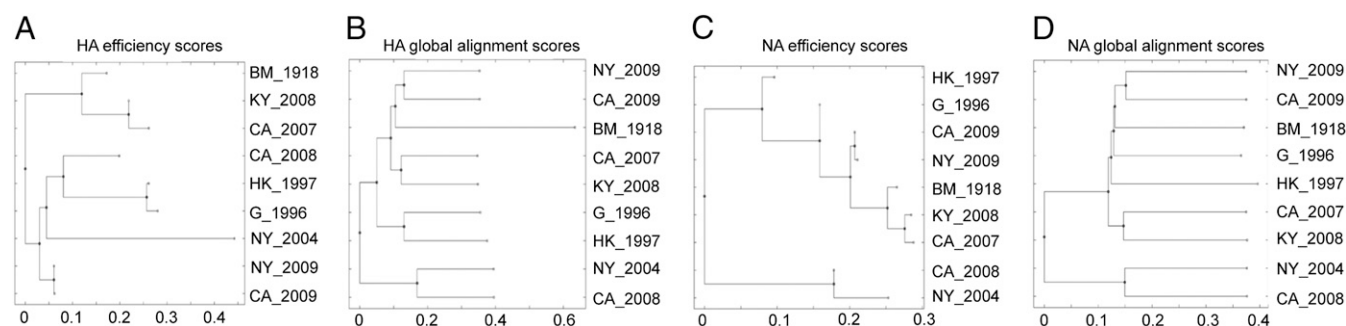 A
HA efficiency scores
BM_1918
KY_2008
CA_2007
CA_2008
HK_1997
G_1996
NY_2004
NY_2009
CA_2009
0 0.1 0.2 0.3 0.4
B
HA global alignment scores
NY_2009
CA_2009
BM_1918
CA_2007
KY_2008
G_1996
HK_1997
NY_2004
CA_2008
0 0.2 0.4 0.6
C
NA efficiency scores
HK_1997
G_1996
CA_2009
NY_2009
BM_1918
KY_2008
CA_2007
CA_2008
NY_2004
0 0.1 0.2 0.3
D
NA global alignment scores
NY_2009
CA_2009
BM_1918
G_1996
HK_1997
CA_2007
KY_2008
NY_2004
CA_2008
0 0.1 0.2 0.3 0.4